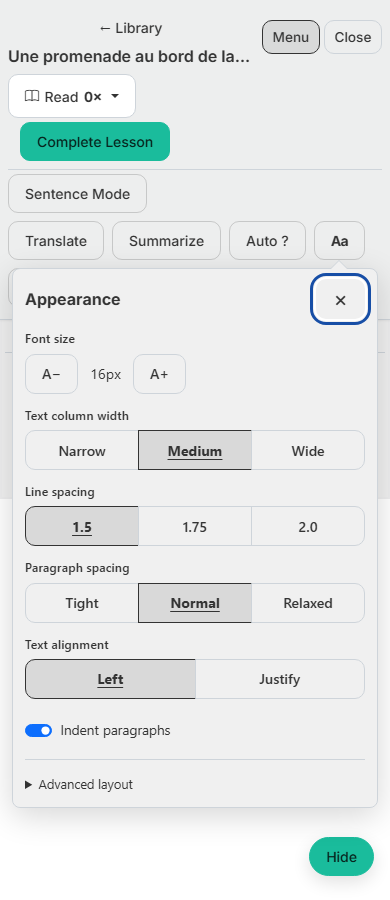 ← Library
Menu
Close
Une promenade au bord de la...
Read 0×
Complete Lesson
Sentence Mode
Translate
Summarize
Auto ?
Aa
Appearance
×
Font size
A−
16px
A+
Text column width
Narrow
Medium
Wide
Line spacing
1.5
1.75
2.0
Paragraph spacing
Tight
Normal
Relaxed
Text alignment
Left
Justify
Indent paragraphs
Advanced layout
Hide